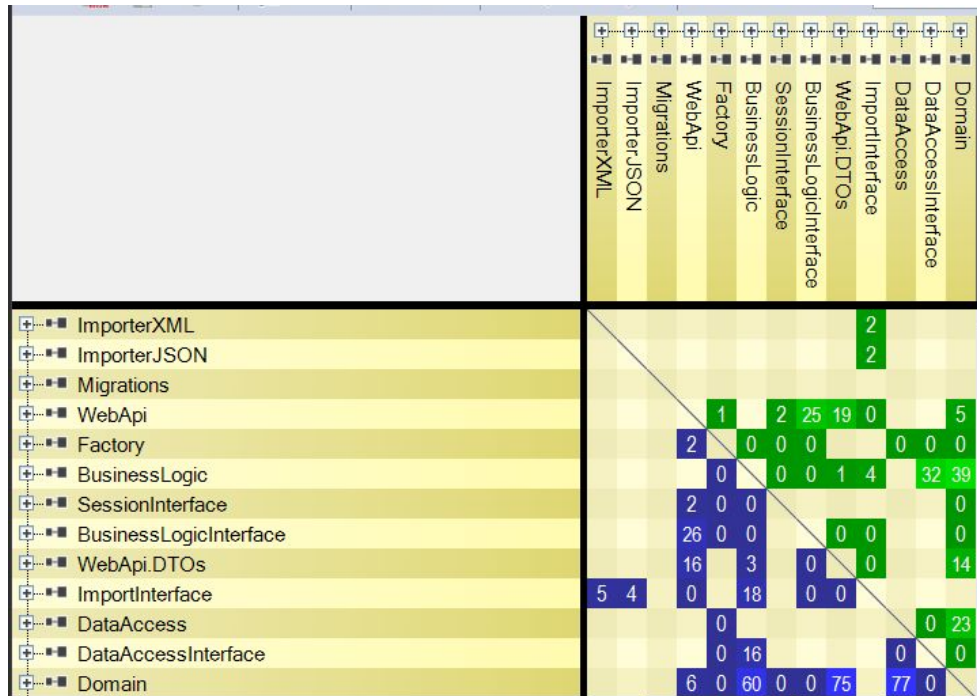 ImporterXML
ImporterJSON
Migrations
WebApi
Factory
BusinessLogic
SessionInterface
BusinessLogicInterface
WebApi.DTOs
ImportInterface
DataAccess
DataAccessInterface
Domain
ImporterXML 2
ImporterJSON 2
Migrations
WebApi 1 2 25 19 0 5
Factory 2 0 0 0 0 0 0
BusinessLogic 0 0 0 1 4 32 39
SessionInterface 2 0 0 0
BusinessLogicInterface 26 0 0 0 0 0
WebApi.DTOs 16 3 0 0 14
ImportInterface 5 4 0 18 0 0
DataAccess 0 0 23
DataAccessInterface 0 16 0 0
Domain 6 0 60 0 0 75 77 0